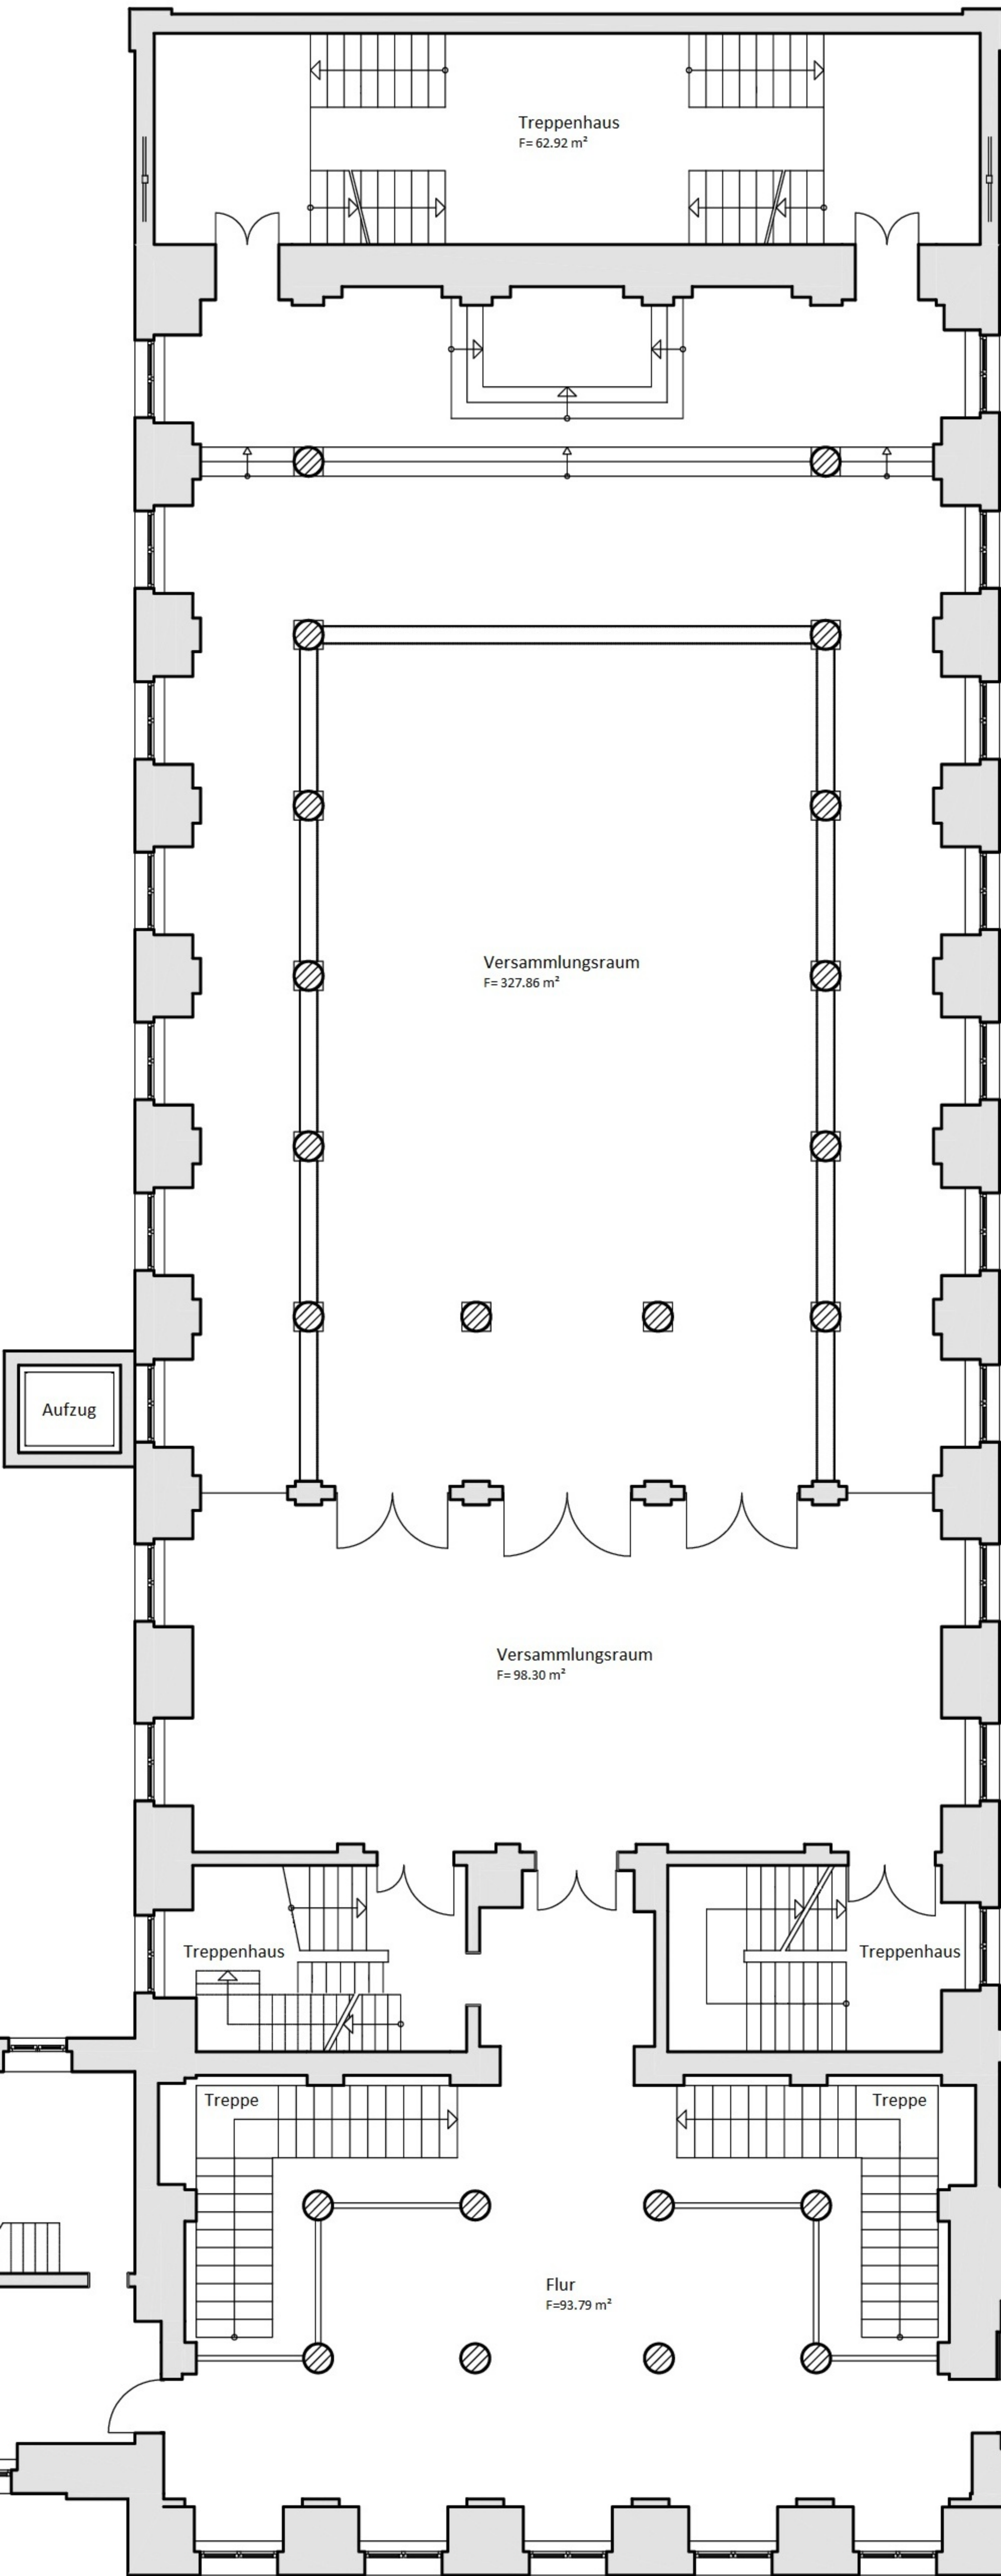 Treppenhaus
F= 62.92 m²
Versammlungsraum
F= 327.86 m²
Aufzug
Versammlungsraum
F= 98.30 m²
Treppenhaus
Treppenhaus
Treppe
Treppe
Flur
F=93.79 m²